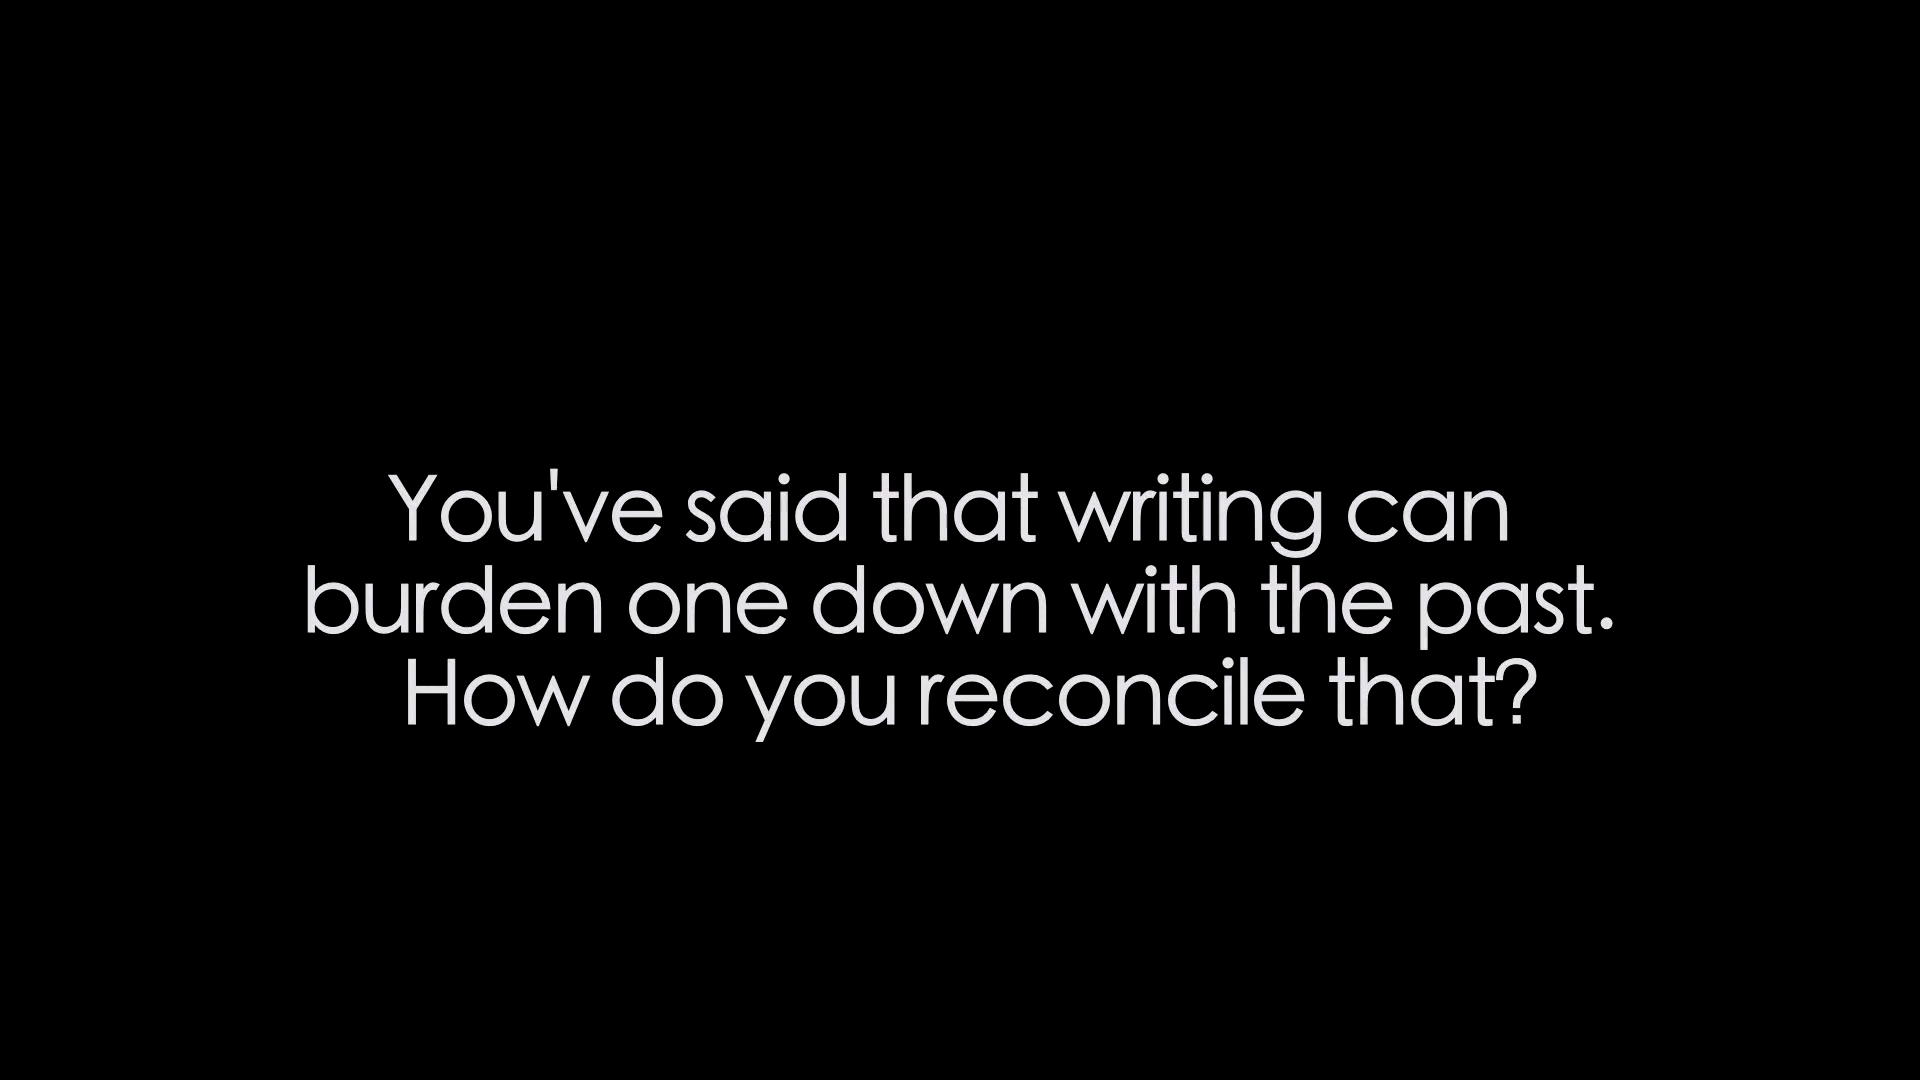 You've said that writing can
burden one down with the past.
How do you reconcile that?